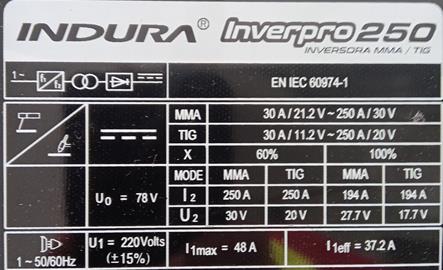 INDURA® Inverpro 250
INVERSORA MMA / TIG
1~ f1 f2 EN IEC 60974-1
MMA 30 A / 21.2 V ~ 250 A / 30 V
TIG 30 A / 11.2 V ~ 250 A / 20 V
X 60% 100%
MODE MMA TIG MMA TIG
U0 = 78 V I2 250 A 250 A 194 A 194 A
U2 30 V 20 V 27.7 V 17.7 V
U1 = 220Volts I1max = 48 A I1eff = 37.2 A
1 ~ 50/60Hz (±15%)